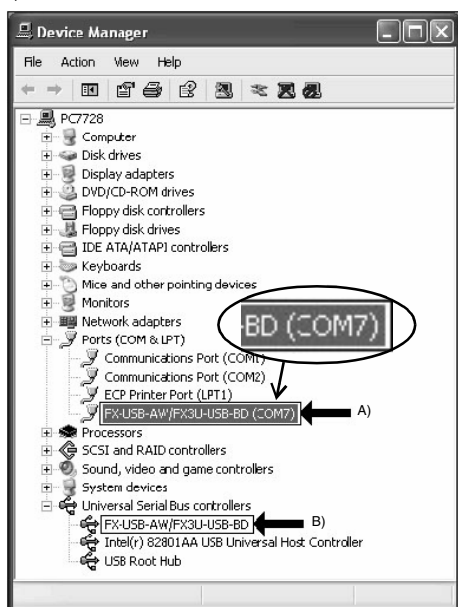 Device Manager
File Action View Help
PC7728
Computer
Disk drives
Display adapters
DVD/CD-ROM drives
Floppy disk controllers
Floppy disk drives
IDE ATA/ATAPI controllers
Keyboards
Mice and other pointing devices
Monitors
Network adapters
-BD (COM7)
Ports (COM & LPT)
Communications Port (COM1)
Communications Port (COM2)
ECP Printer Port (LPT1)
FX-USB-AW/FX3U-USB-BD (COM7) A)
Processors
SCSI and RAID controllers
Sound, video and game controllers
System devices
Universal Serial Bus controllers
FX-USB-AW/FX3U-USB-BD B)
Intel(r) 82801AA USB Universal Host Controller
USB Root Hub